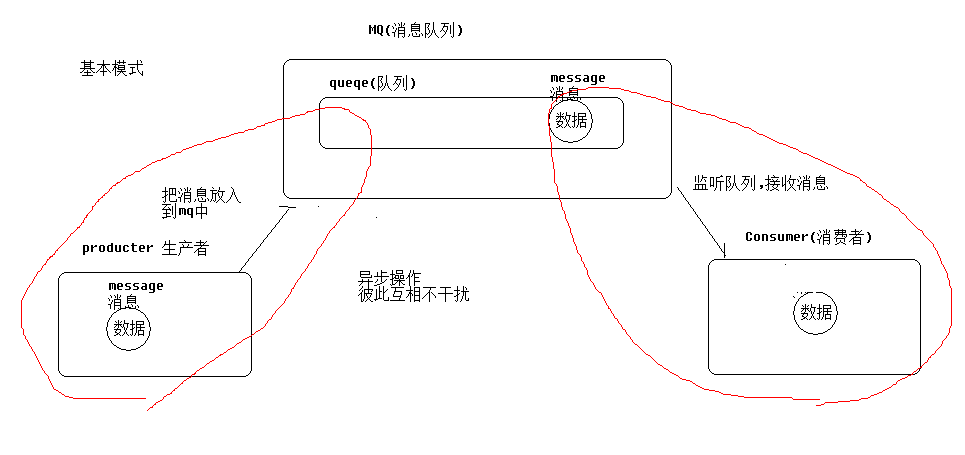 MQ(消息队列)
基本模式
queqe(队列)
message
消息
数据
把消息放入
到mq中
监听队列,接收消息
producter 生产者
Consumer(消费者)
message
消息
数据
异步操作
彼此互相不干扰
数据